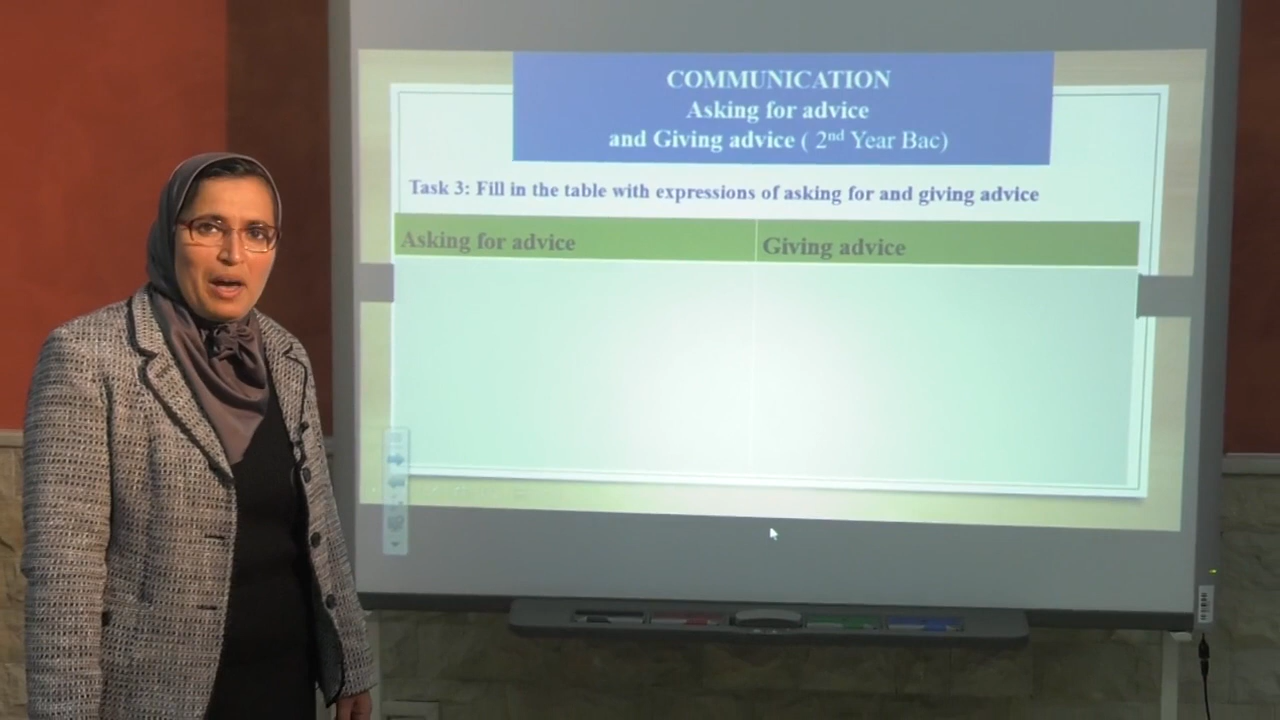 COMMUNICATION
Asking for advice
and Giving advice ( 2nd Year Bac)
Task 3: Fill in the table with expressions of asking for and giving advice
Asking for advice
Giving advice